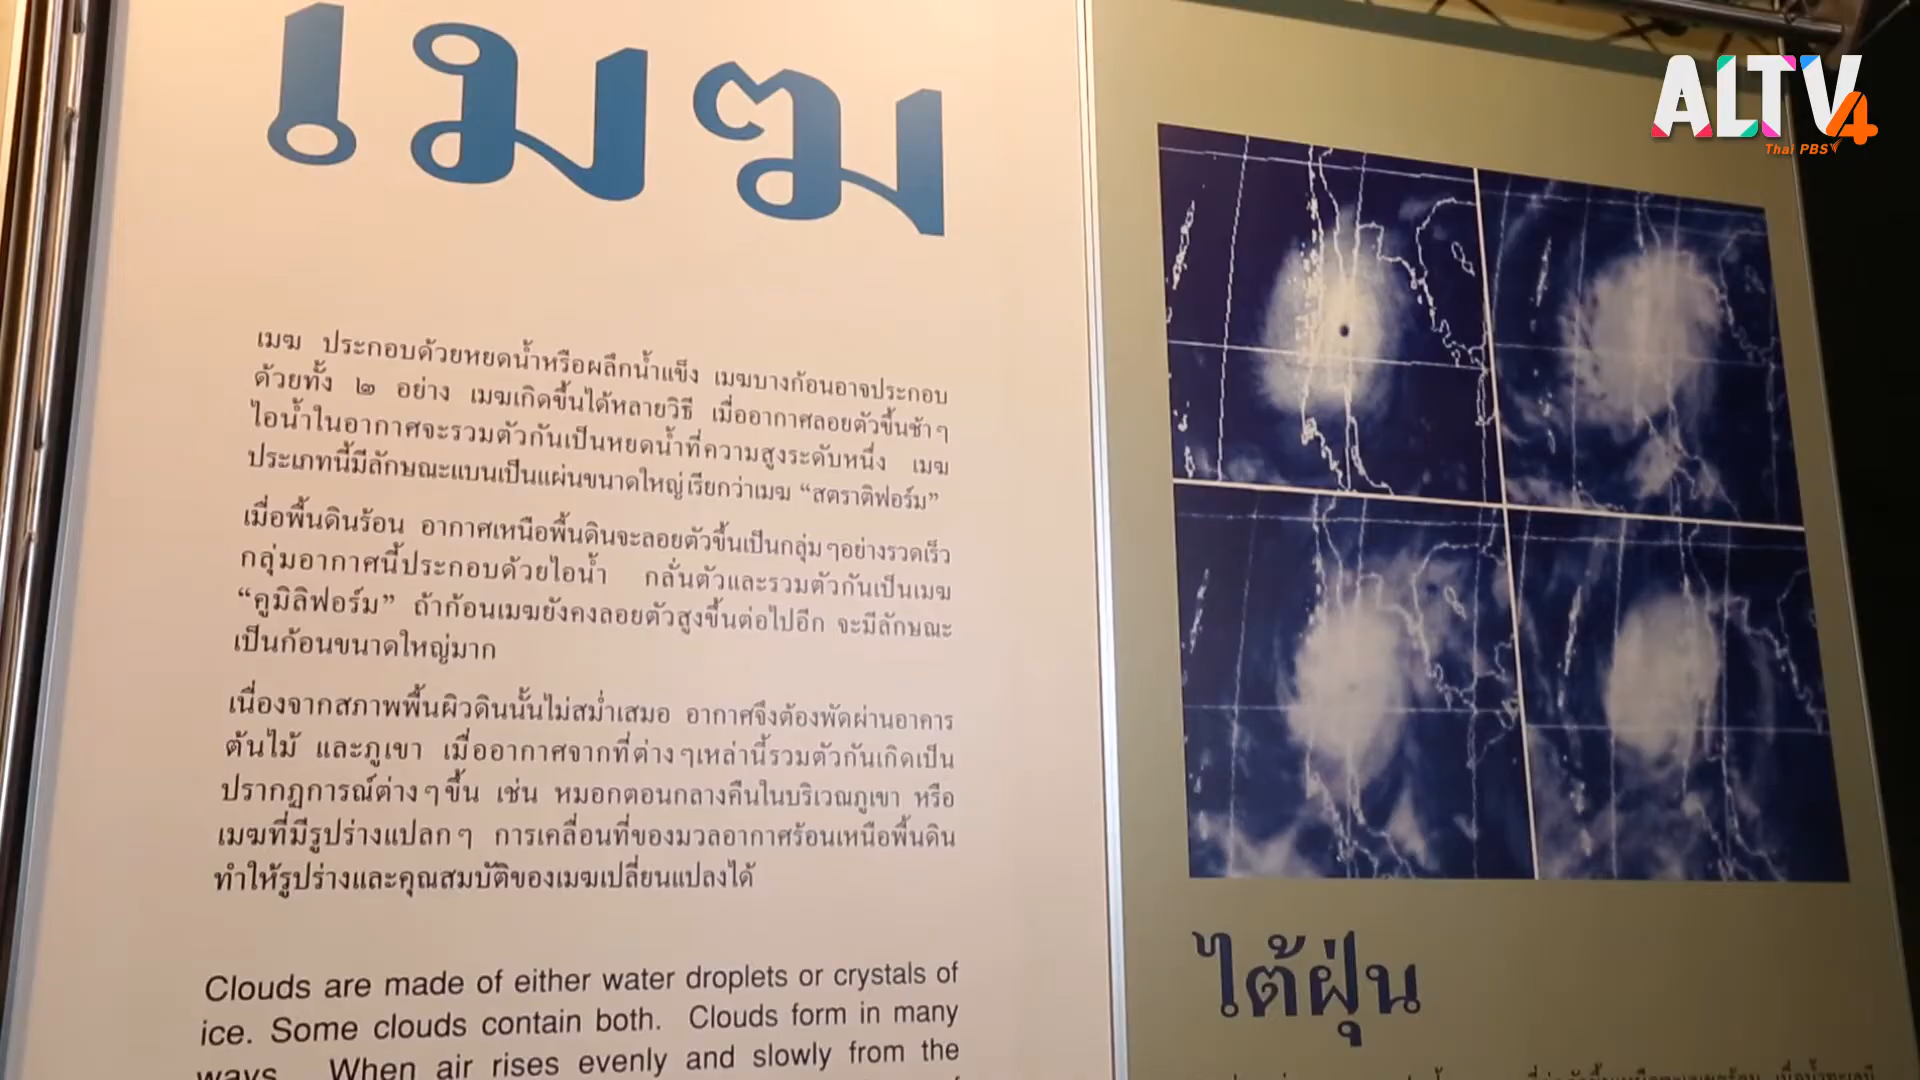 เมฆ
เมฆ ประกอบด้วยหยดน้ำหรือผลึกน้ำแข็ง เมฆบางก้อนอาจประกอบ
ด้วยทั้ง ๒ อย่าง เมฆเกิดขึ้นได้หลายวิธี เมื่ออากาศลอยตัวขึ้นช้าๆ
ไอน้ำในอากาศจะรวมตัวกันเป็นหยดน้ำที่ความสูงระดับหนึ่ง เมฆ
ประเภทนี้มีลักษณะแบนเป็นแผ่นขนาดใหญ่ เรียกว่าเมฆ “สตราติฟอร์ม”
เมื่อพื้นดินร้อน อากาศเหนือพื้นดินจะลอยตัวขึ้นเป็นกลุ่มๆอย่างรวดเร็ว
กลุ่มอากาศนี้ประกอบด้วยไอน้ำ กลั่นตัวและรวมตัวกันเป็นเมฆ
“คูมิลิฟอร์ม” ถ้าก้อนเมฆยังคงลอยตัวสูงขึ้นต่อไปอีก จะมีลักษณะ
เป็นก้อนขนาดใหญ่มาก
เนื่องจากสภาพพื้นผิวดินนั้นไม่สม่ำเสมอ อากาศจึงต้องพัดผ่านอาคาร
ต้นไม้ และภูเขา เมื่ออากาศจากที่ต่างๆเหล่านี้รวมตัวกันเกิดเป็น
ปรากฏการณ์ต่างๆขึ้น เช่น หมอกตอนกลางคืนในบริเวณภูเขา หรือ
เมฆที่มีรูปร่างแปลกๆ การเคลื่อนที่ของมวลอากาศร้อนเหนือพื้นดิน
ทำให้รูปร่างและคุณสมบัติของเมฆเปลี่ยนแปลงได้
Clouds are made of either water droplets or crystals of
ice. Some clouds contain both. Clouds form in many
ways. When air rises evenly and slowly from the
ALTV4
Thai PBS
ไต้ฝุ่น